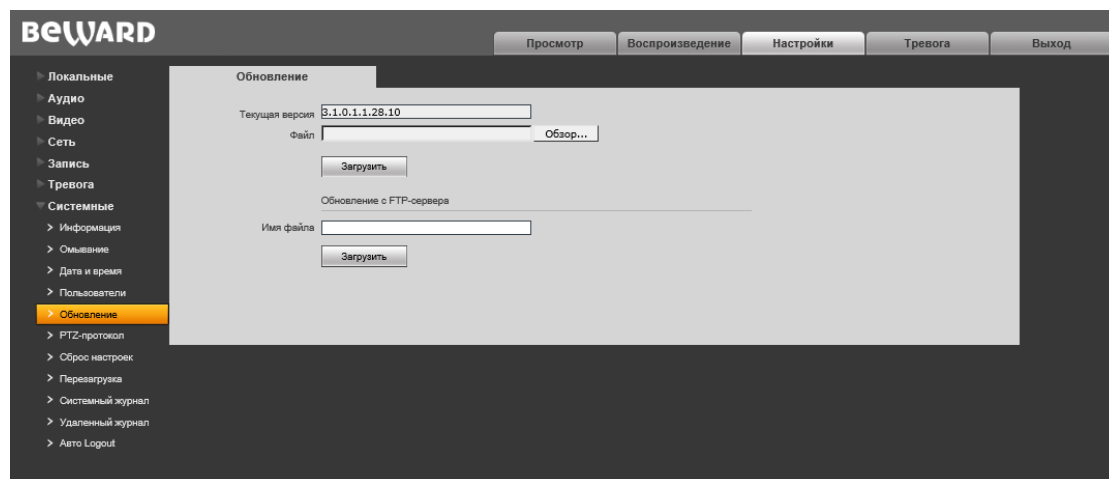 BEWARD
Просмотр
Воспроизведение
Настройки
Тревога
Выход
Локальные
Аудио
Видео
Сеть
Запись
Тревога
Системные
Информация
Омывание
Дата и время
Пользователи
Обновление
PTZ-протокол
Сброс настроек
Перезагрузка
Системный журнал
Удаленный журнал
Авто Logout
Обновление
Текущая версия 3.1.0.1.1.28.10
Файл Обзор...
Загрузить
Обновление с FTP-сервера
Имя файла
Загрузить